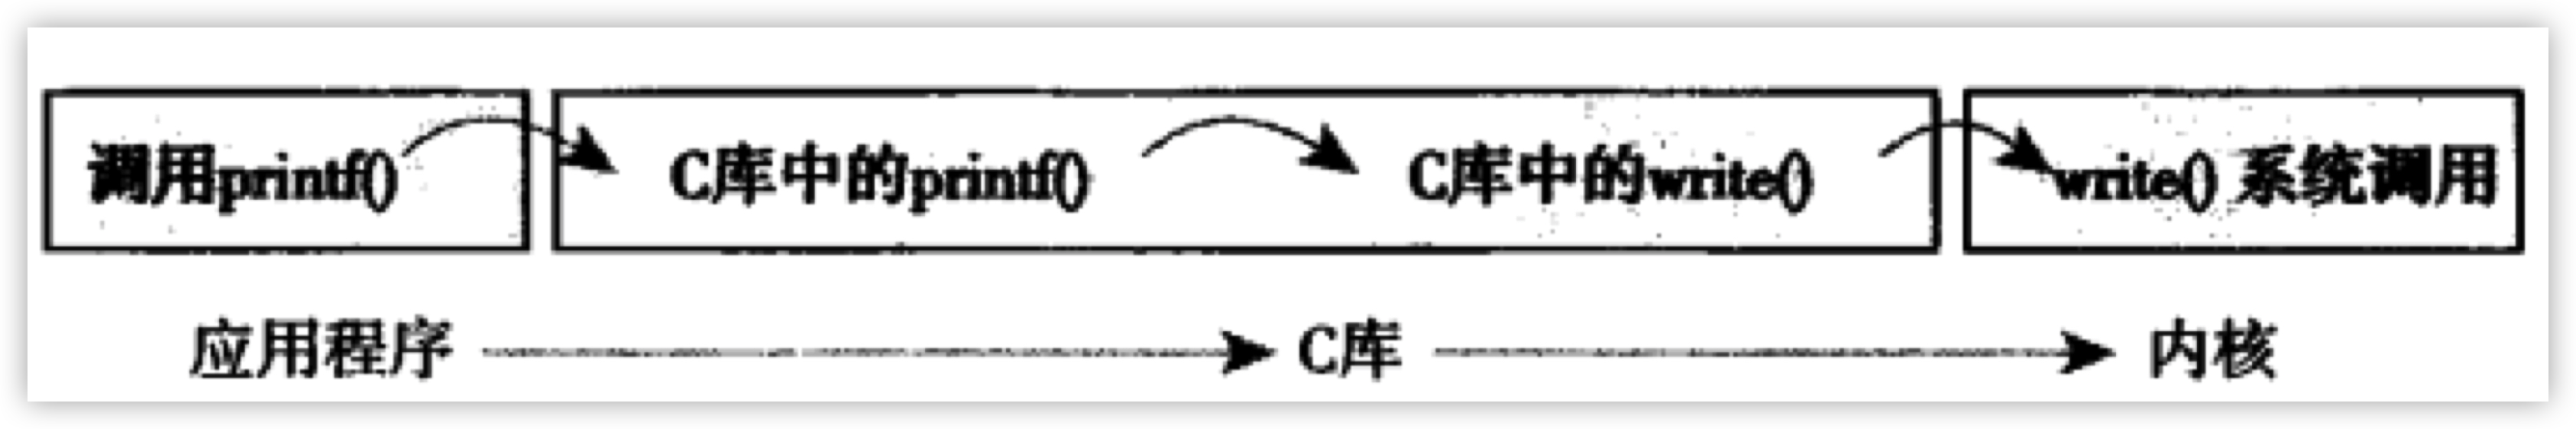 调用printf() C库中的printf() C库中的write() write() 系统调用
应用程序 C库 内核